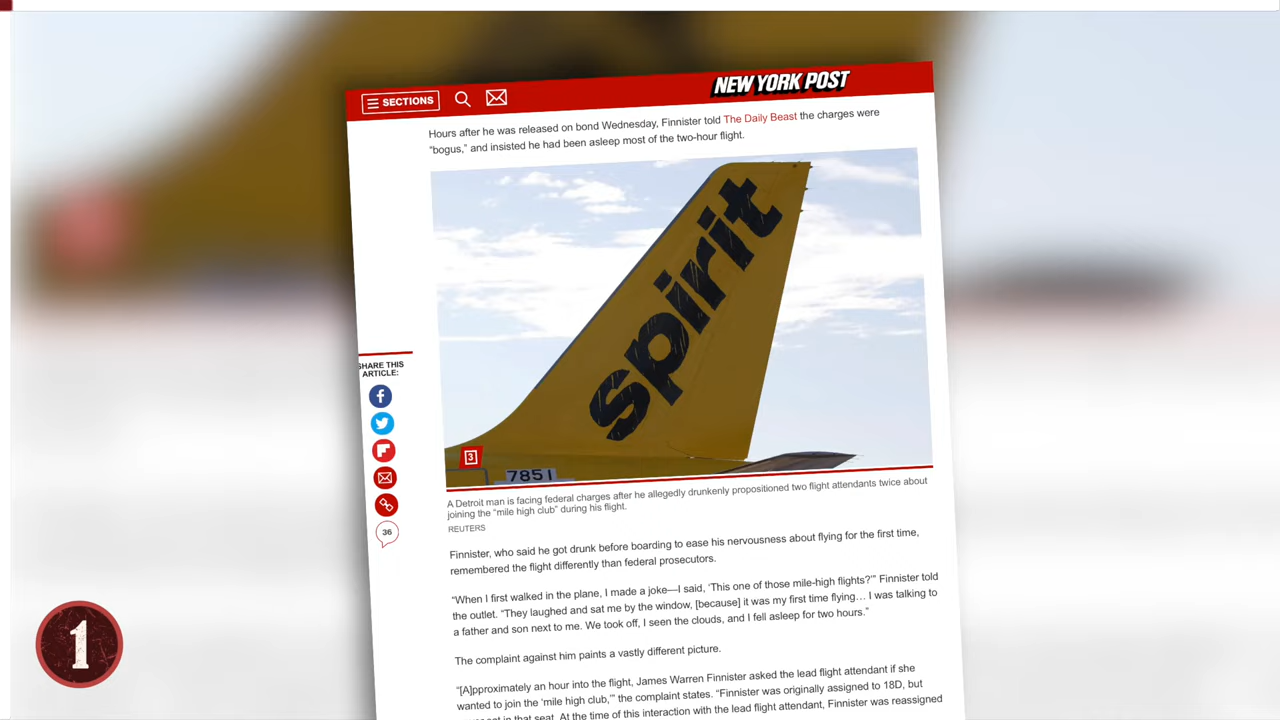 SECTIONS
NEW YORK POST
Hours after he was released on bond Wednesday, Finnister told The Daily Beast the charges were
“bogus,” and insisted he had been asleep most of the two-hour flight.
spirit
3
7851
SHARE THIS
ARTICLE:
36
A Detroit man is facing federal charges after he allegedly drunkenly propositioned two flight attendants twice about
joining the “mile high club” during his flight.
REUTERS
Finnister, who said he got drunk before boarding to ease his nervousness about flying for the first time,
remembered the flight differently than federal prosecutors.
“When I first walked in the plane, I made a joke—I said, ‘This one of those mile-high flights?’” Finnister told
the outlet. “They laughed and sat me by the window, [because] it was my first time flying… I was talking to
a father and son next to me. We took off, I seen the clouds, and I fell asleep for two hours.”
The complaint against him paints a vastly different picture.
“[A]pproximately an hour into the flight, James Warren Finnister asked the lead flight attendant if she
wanted to join the ‘mile high club,’” the complaint states. “Finnister was originally assigned to 18D, but
in that seat. At the time of this interaction with the lead flight attendant, Finnister was reassigned
1